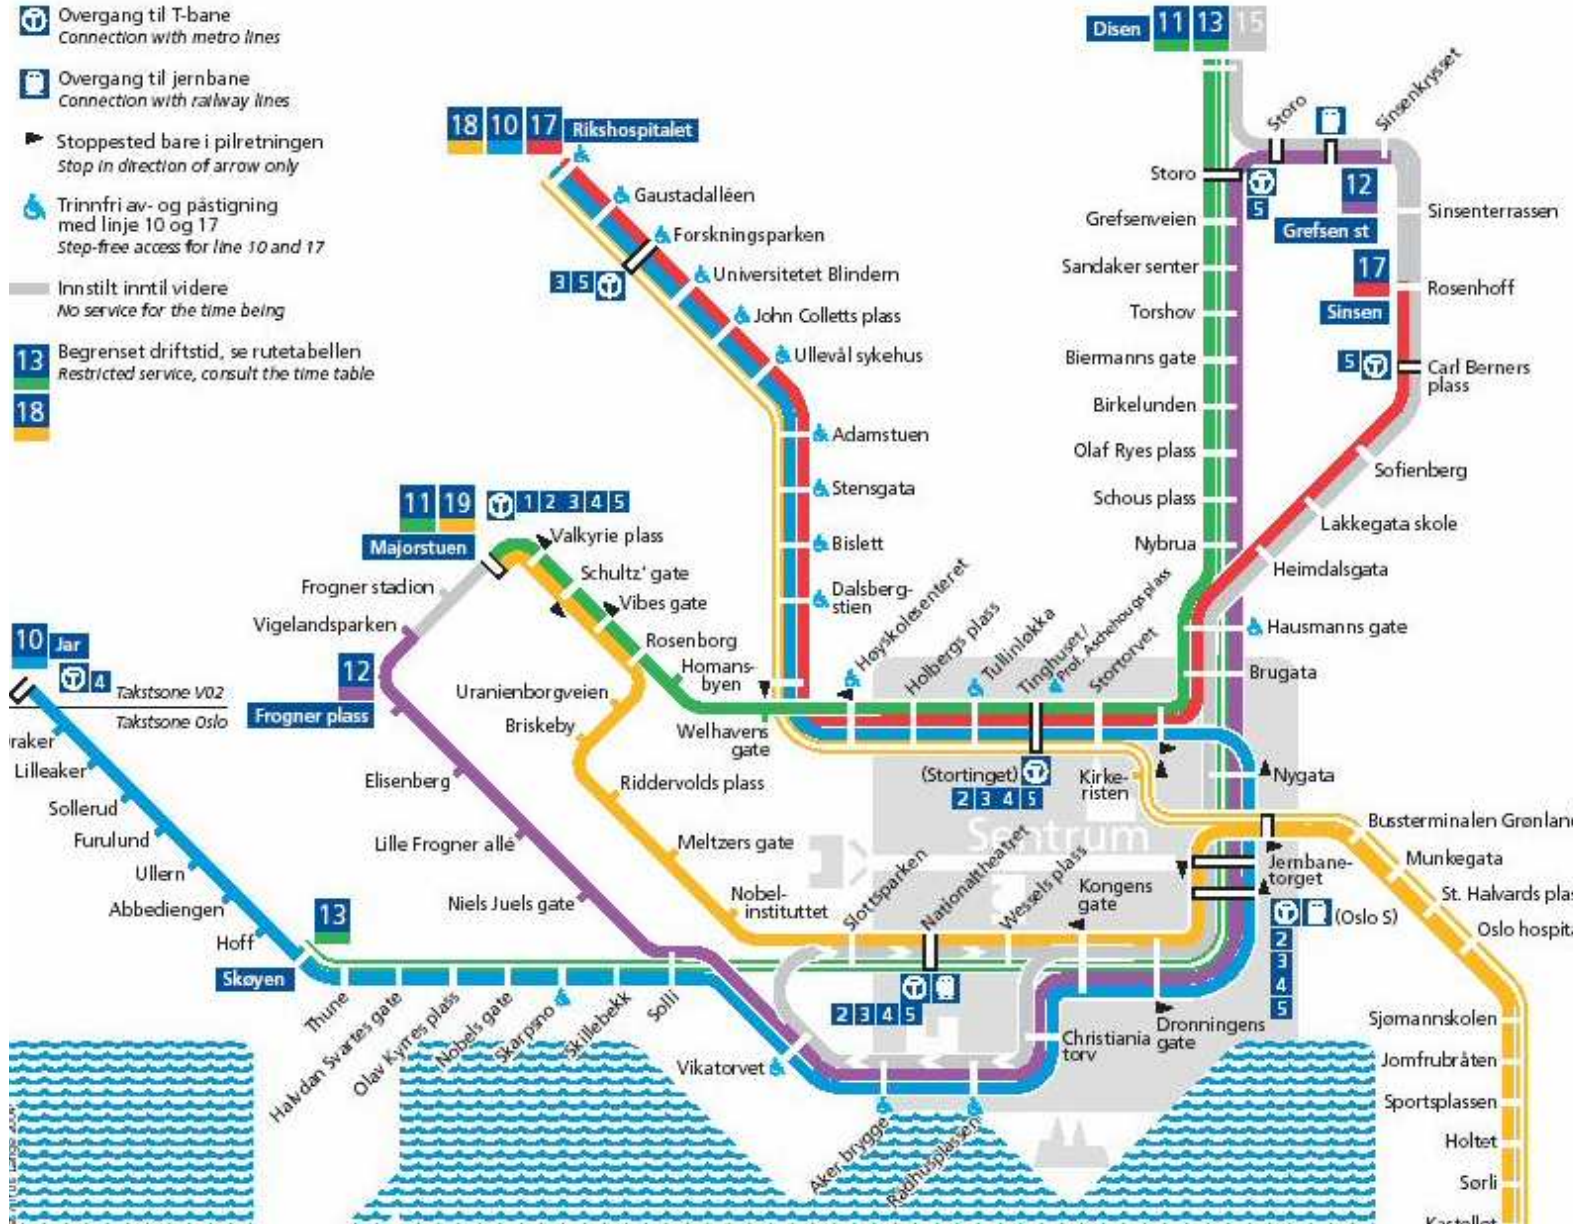 Overgang til T-bane
Connection with metro lines
Overgang til jernbane
Connection with railway lines
Stoppested bare i pilretningen
Stop in direction of arrow only
Trinnfri av- og påstigning
med linje 10 og 17
Step-free access for line 10 and 17
Innstilt inntil videre
No service for the time being
13
Begrenset driftstid, se rutetabellen
Restricted service, consult the time table
18
18 10 17 Rikshospitalet
Gaustadalléen
Forskningsparken
3 5
Universitetet Blindern
John Colletts plass
Ullevål sykehus
Adamstuen
Stensgata
Bislett
Dalsberg-
stien
Disen 11 13 15
Storo
Sinsenkrysset
Storo
5
12
Grefsen st
Sinsenterrassen
Grefsenveien
Sandaker senter
17
Sinsen
Rosenhoff
Torshov
Biermanns gate
5
Carl Berners
plass
Birkelunden
Olaf Ryes plass
Sofienberg
Schous plass
Lakkegata skole
Nybrua
Heimdalsgata
Hausmanns gate
Brugata
11 19
1 2 3 4 5
Majorstuen
Valkyrie plass
Schultz' gate
Frogner stadion
Vibes gate
Vigelandsparken
Rosenborg
Homans-
byen
10 Jar
4
Takstsone V02
Takstsone Oslo
12
Frogner plass
Uranienborgveien
Briskeby
Welhavens
gate
Høyskolesenteret
Holbergs plass
Tullinløkka
Tinghuset/
Prof. Aschehougs plass
Stortorvet
(Stortinget)
2 3 4 5
Kirke-
risten
Nygata
Sentrum
raker
Lilleaker
Sollerud
Furulund
Ullern
Abbediengen
Hoff
Skøyen
13
Elisenberg
Lille Frogner allé
Niels Juels gate
Riddervolds plass
Meltzers gate
Nobel-
instituttet
Slottsparken
Nationaltheatret
Wessels plass
Kongens
gate
2 3 4 5
Jernbane-
torget
(Oslo S)
2
3
4
5
Bussterminalen Grønland
Munkegata
St. Halvards plas
Oslo hospita
Thune
Halvdan Svartes gate
Olav Kyrres plass
Nobels gate
Skarpsno
Skillebekk
Solli
Vikatorvet
Aker brygge
Rådhusplassen
Christiania
torv
Dronningens
gate
Sjømannskolen
Jomfrubråten
Sportsplassen
Holtet
Sørli
Kastellet